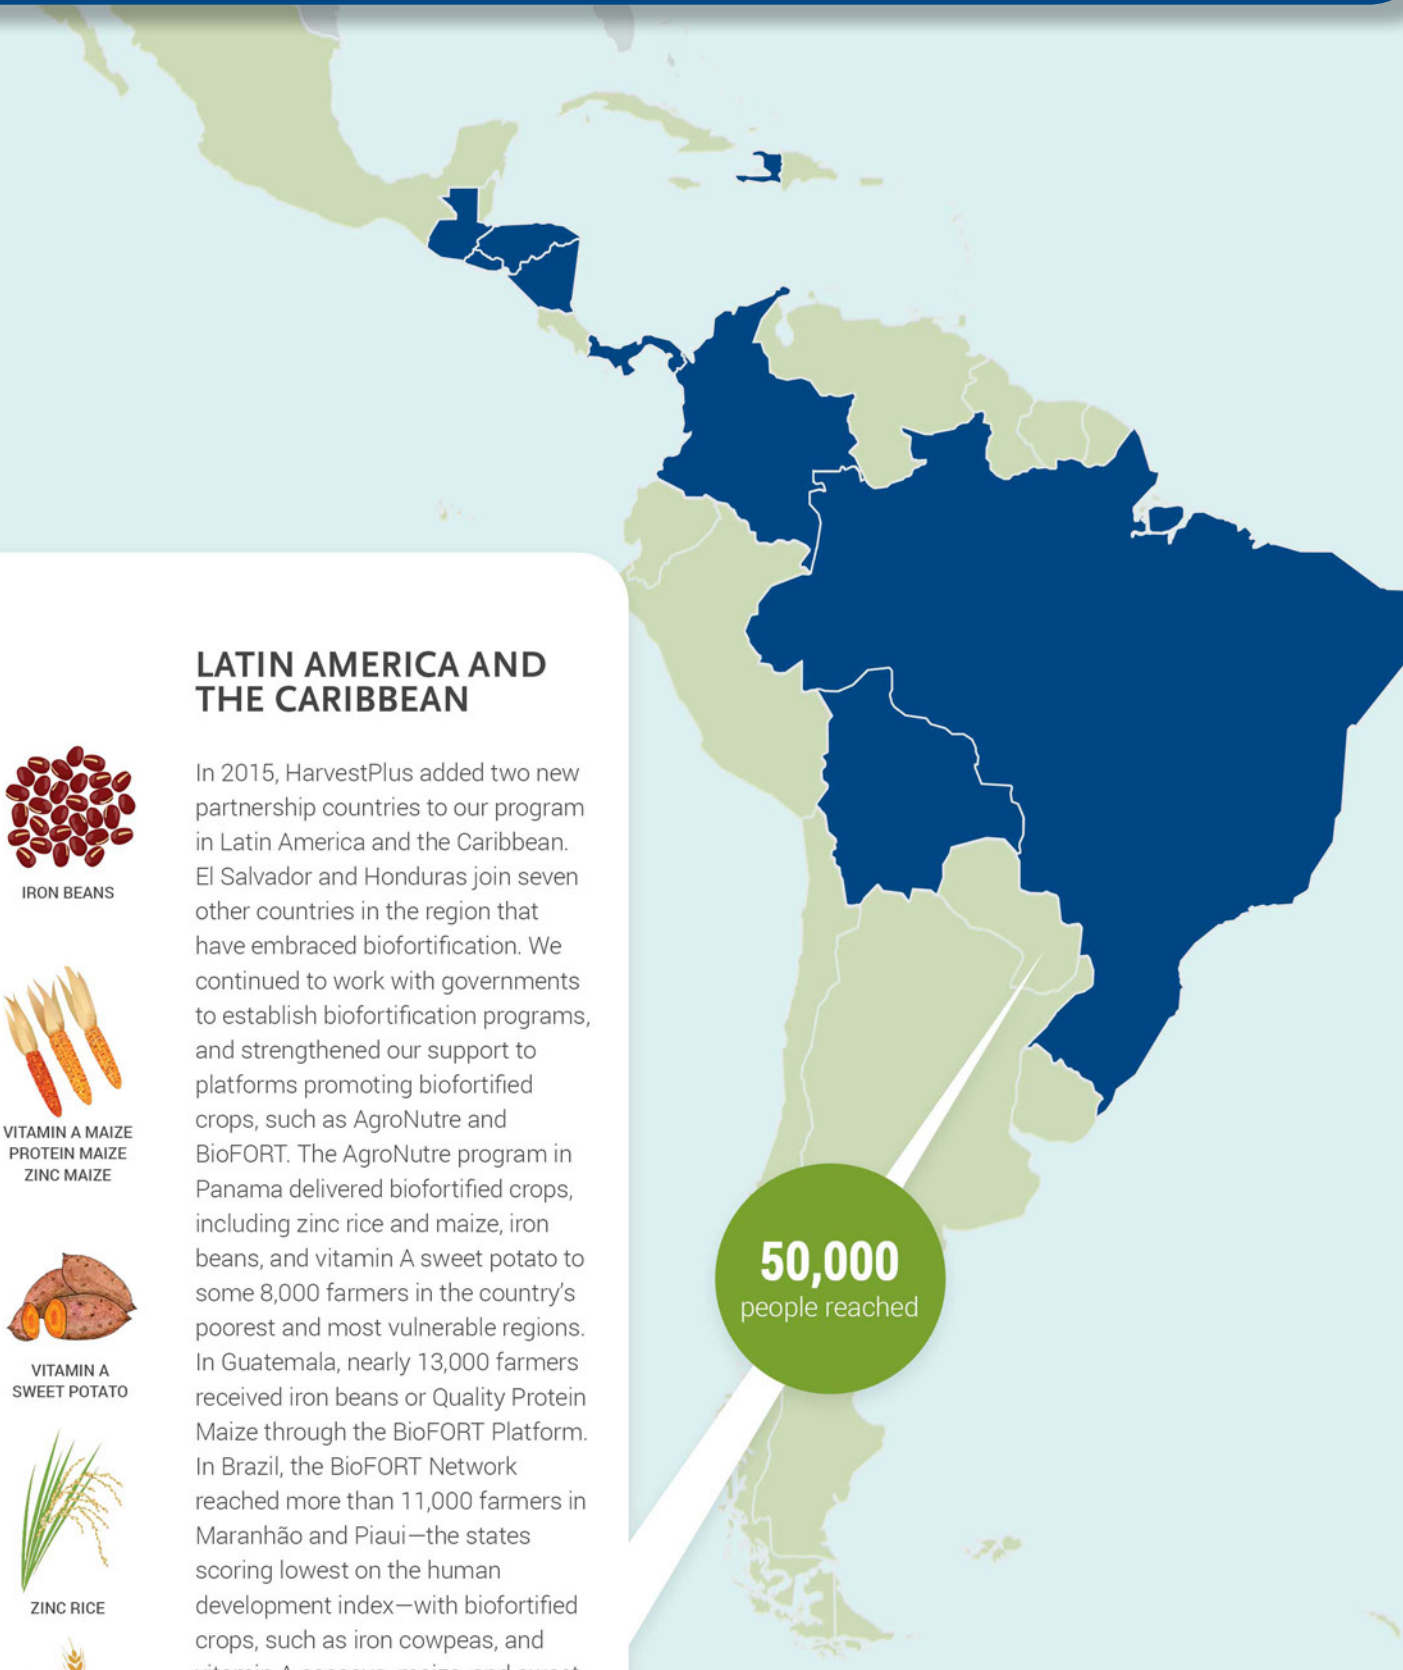 LATIN AMERICA AND
THE CARIBBEAN
In 2015, HarvestPlus added two new
partnership countries to our program
in Latin America and the Caribbean.
El Salvador and Honduras join seven
other countries in the region that
have embraced biofortification. We
continued to work with governments
to establish biofortification programs,
and strengthened our support to
platforms promoting biofortified
crops, such as AgroNutre and
BioFORT. The AgroNutre program in
Panama delivered biofortified crops,
including zinc rice and maize, iron
beans, and vitamin A sweet potato to
some 8,000 farmers in the country's
poorest and most vulnerable regions.
In Guatemala, nearly 13,000 farmers
received iron beans or Quality Protein
Maize through the BioFORT Platform.
In Brazil, the BioFORT Network
reached more than 11,000 farmers in
Maranhão and Piaui—the states
scoring lowest on the human
development index—with biofortified
crops, such as iron cowpeas, and
IRON BEANS
VITAMIN A MAIZE
PROTEIN MAIZE
ZINC MAIZE
VITAMIN A
SWEET POTATO
ZINC RICE
50,000
people reached